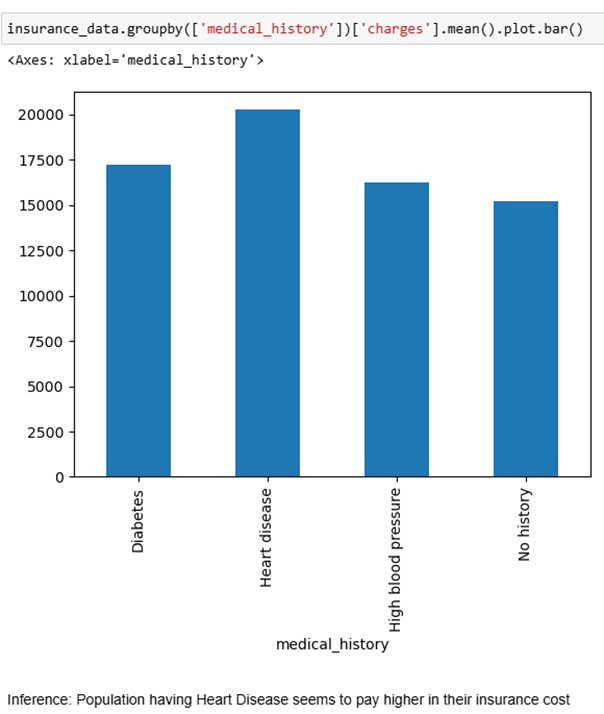 insurance_data.groupby(['medical_history'])['charges'].mean().plot.bar()
<Axes: xlabel='medical_history'>
20000
17500
15000
12500
10000
7500
5000
2500
0
Diabetes
Heart disease
High blood pressure
No history
medical_history
Inference: Population having Heart Disease seems to pay higher in their insurance cost